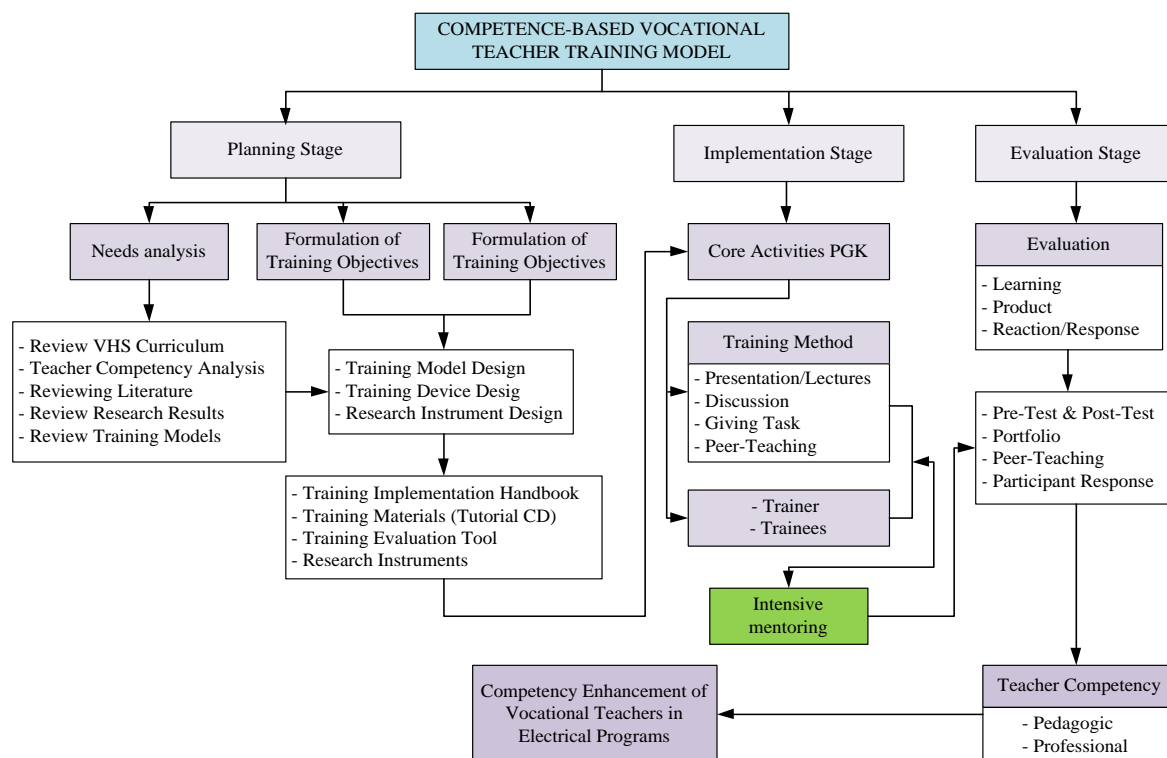 COMPETENCE-BASED VOCATIONAL
TEACHER TRAINING MODEL
Planning Stage
Implementation Stage
Evaluation Stage
Needs analysis
Formulation of
Training Objectives
Formulation of
Training Objectives
Core Activities PGK
Evaluation
- Learning
- Product
- Reaction/Response
- Review VHS Curriculum
- Teacher Competency Analysis
- Reviewing Literature
- Review Research Results
- Review Training Models
- Training Model Design
- Training Device Desig
- Research Instrument Design
Training Method
- Presentation/Lectures
- Discussion
- Giving Task
- Peer-Teaching
- Pre-Test & Post-Test
- Portfolio
- Peer-Teaching
- Participant Response
- Training Implementation Handbook
- Training Materials (Tutorial CD)
- Training Evaluation Tool
- Research Instruments
- Trainer
- Trainees
Intensive
mentoring
Competency Enhancement of
Vocational Teachers in
Electrical Programs
Teacher Competency
- Pedagogic
- Professional